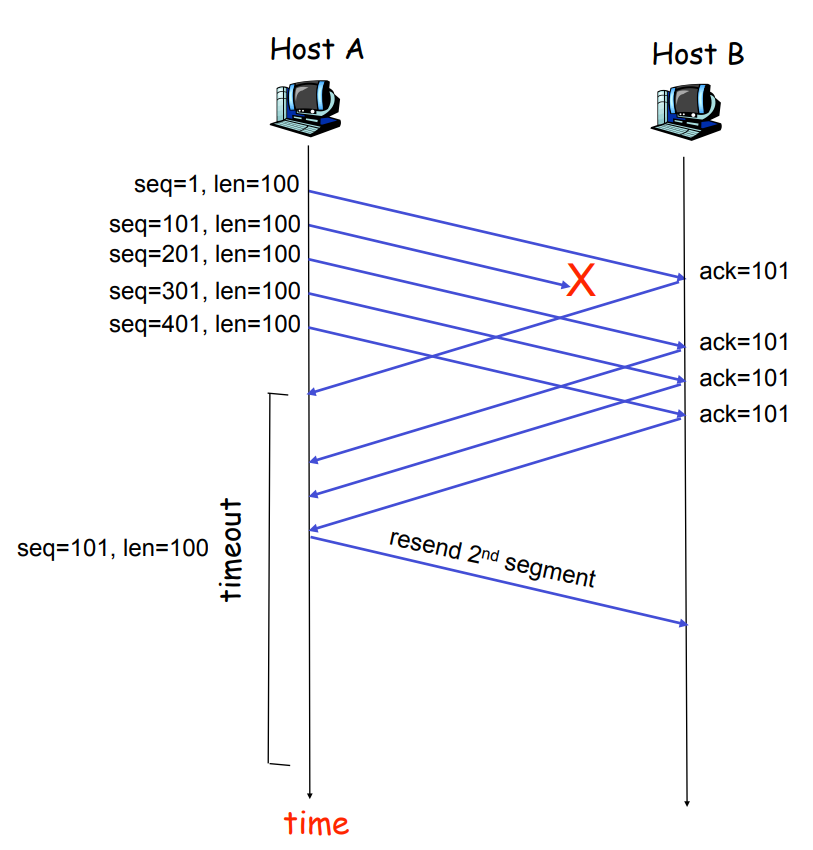 Host A
Host B
seq=1, len=100
seq=101, len=100
seq=201, len=100
seq=301, len=100
seq=401, len=100
X
ack=101
ack=101
ack=101
ack=101
timeout
seq=101, len=100
resend 2nd segment
time